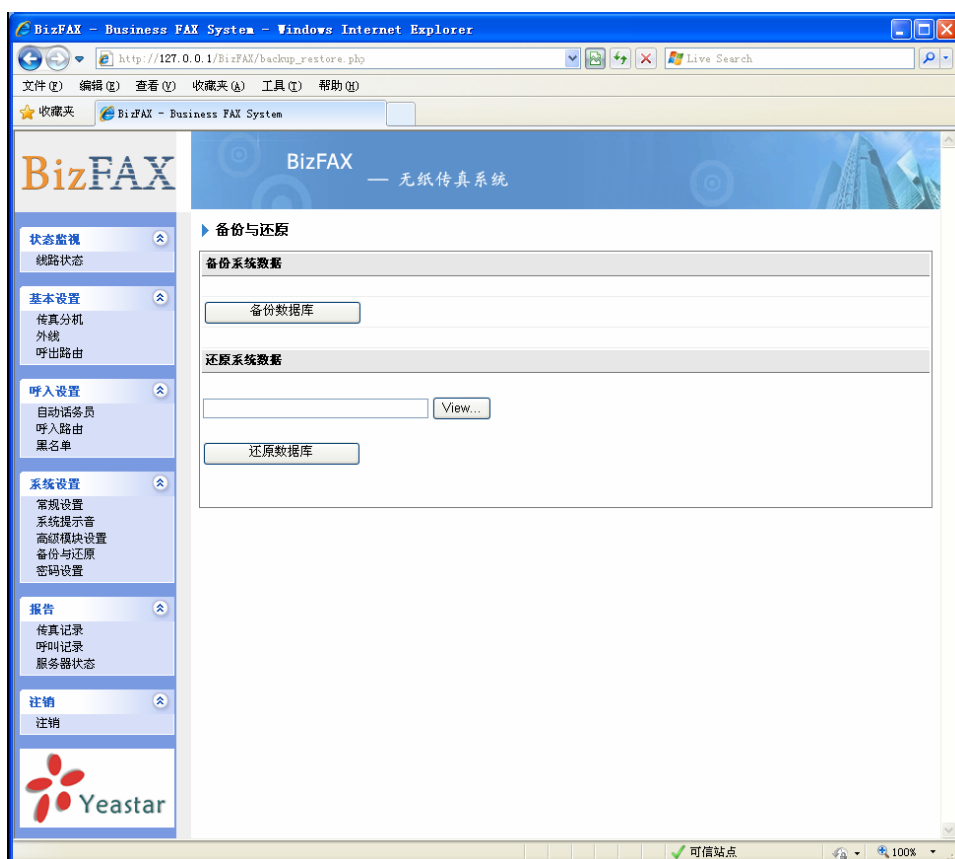 BizFAX - Business FAX System - Windows Internet Explorer
http://127.0.0.1/BizFAX/backup_restore.php
Live Search
文件(F) 编辑(E) 查看(V) 收藏夹(A) 工具(T) 帮助(H)
收藏夹
BizFAX - Business FAX System
BizFAX
BizFAX
— 无纸传真系统
状态监视
线路状态
基本设置
传真分机
外线
呼出路由
呼入设置
自动话务员
呼入路由
黑名单
系统设置
常规设置
系统提示音
高级模块设置
备份与还原
密码设置
报告
传真记录
呼叫记录
服务器状态
注销
注销
Yeastar
备份与还原
备份系统数据
备份数据库
还原系统数据
View...
还原数据库
可信站点
100%